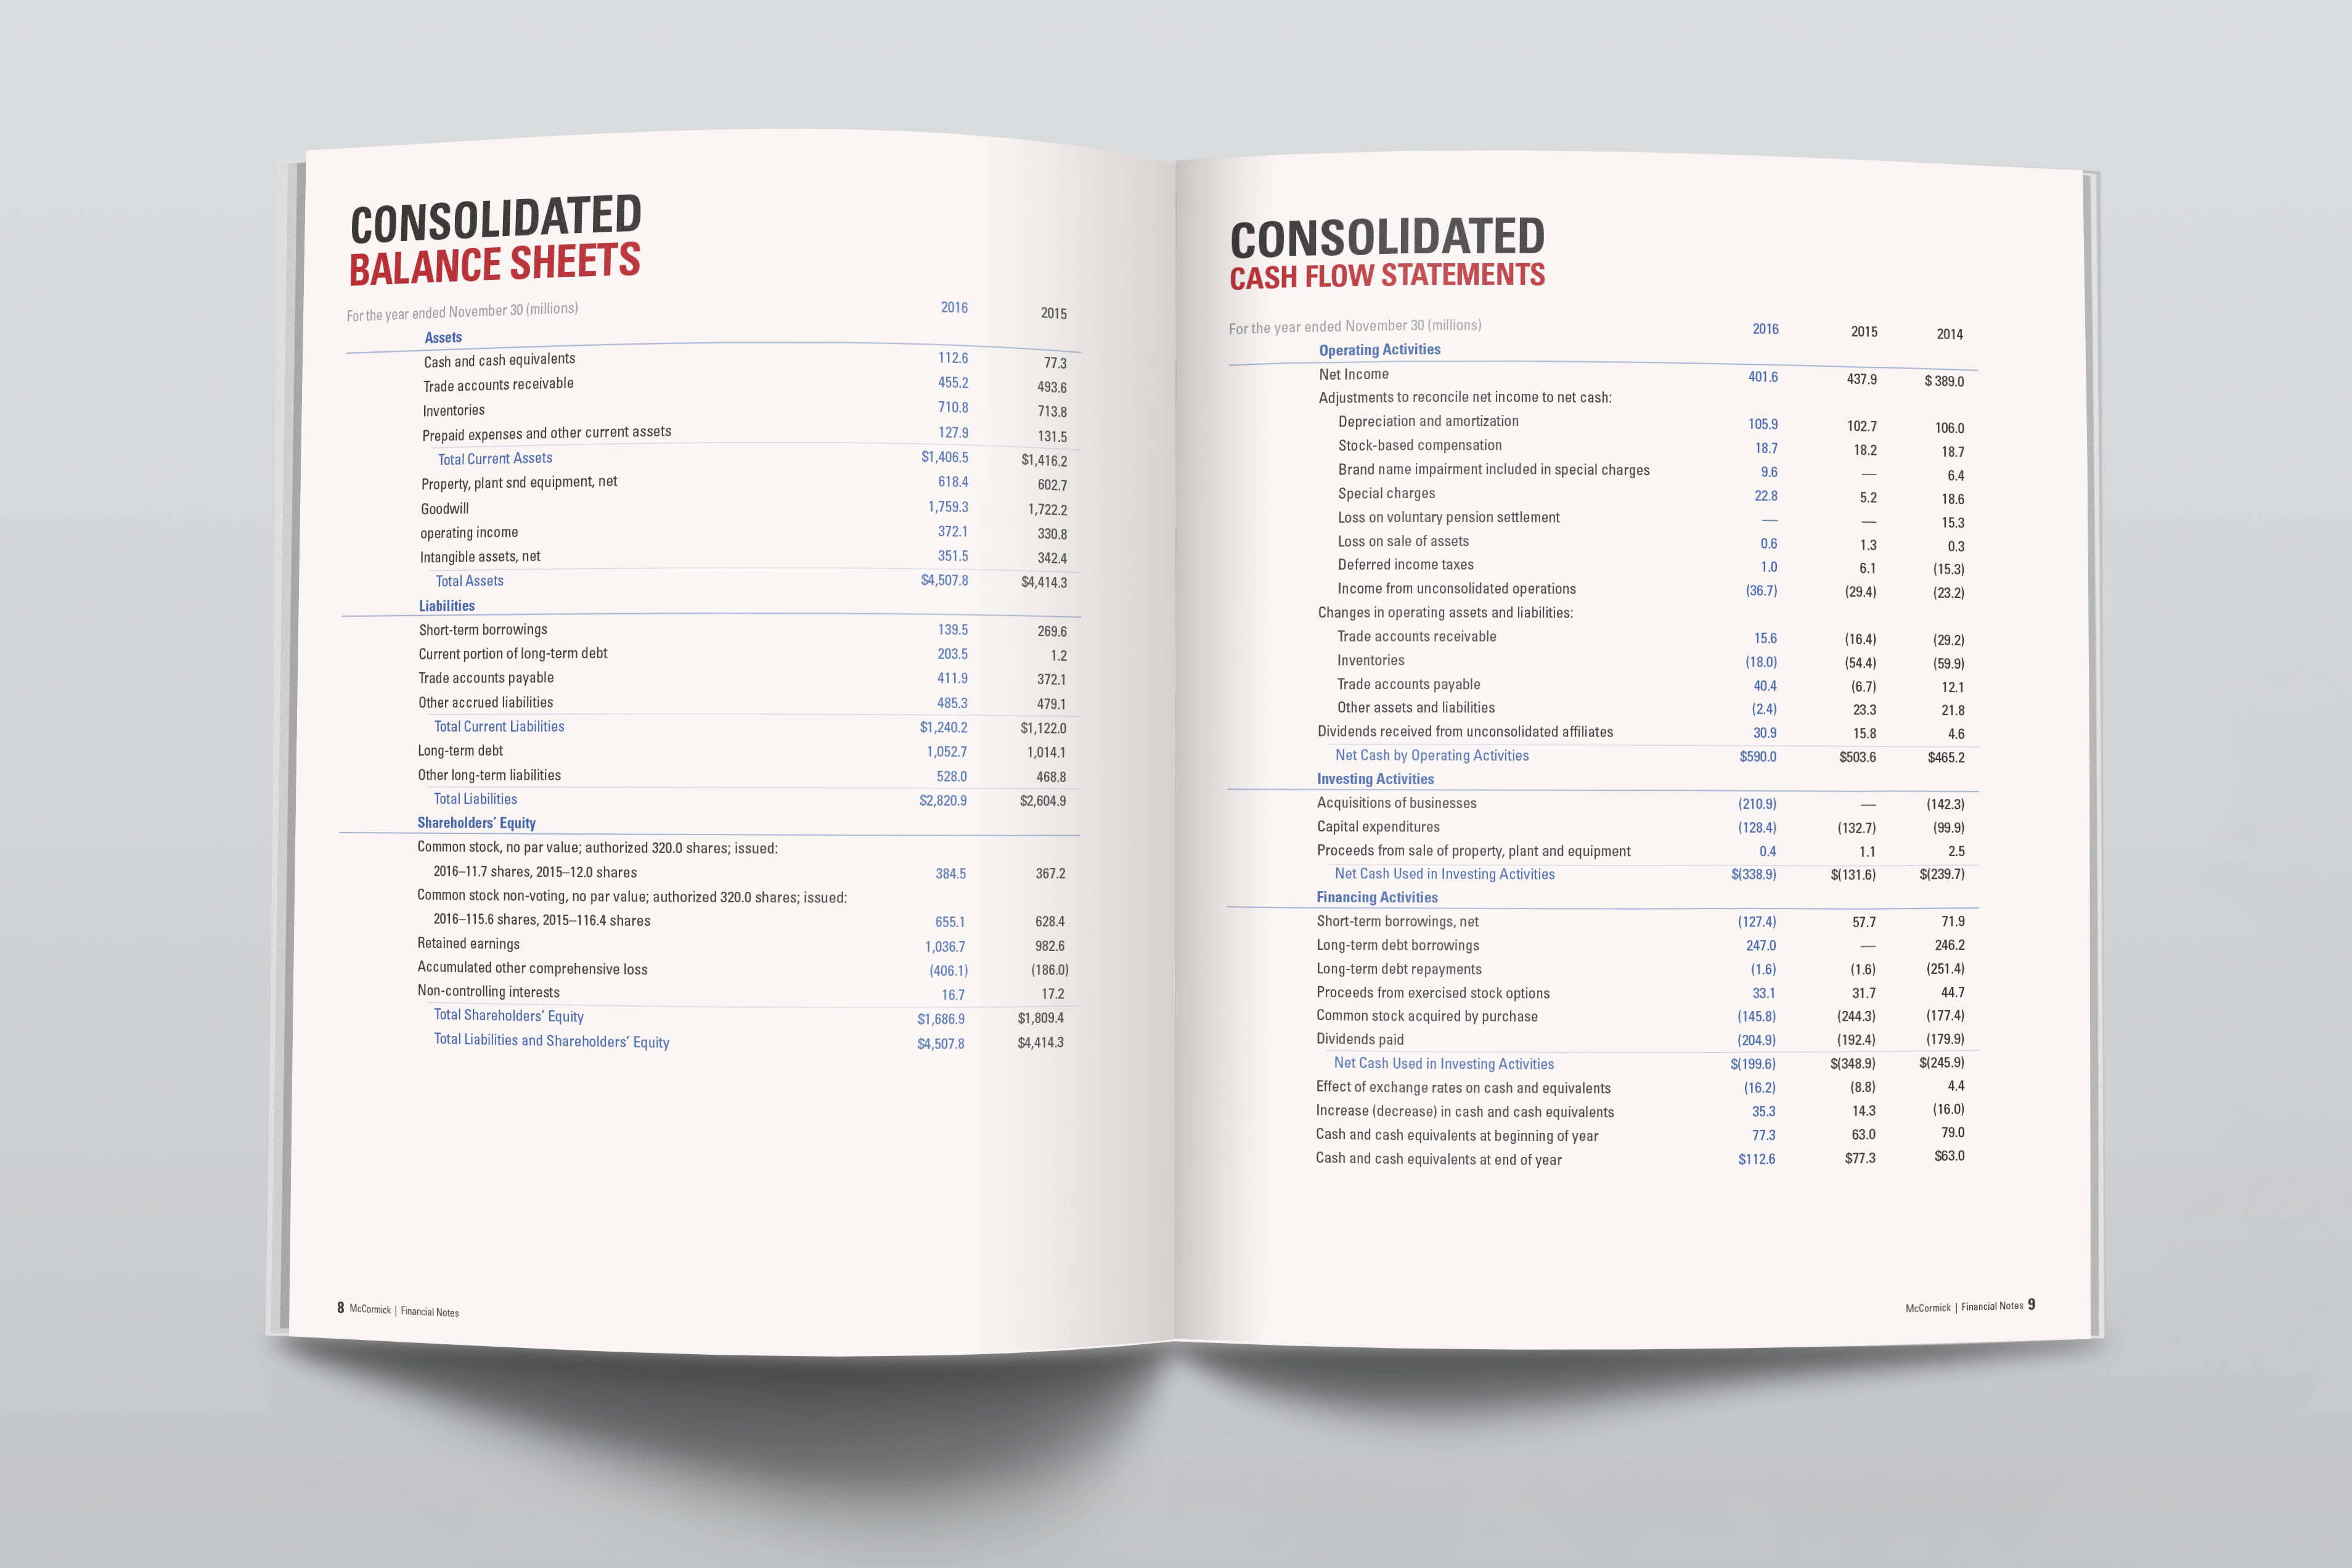 CONSOLIDATED
BALANCE SHEETS
For the year ended November 30 (millions) 2016 2015
Assets
Cash and cash equivalents 112.6 77.3
Trade accounts receivable 455.2 493.6
Inventories 710.8 713.8
Prepaid expenses and other current assets 127.9 131.5
Total Current Assets $1,406.5 $1,416.2
Property, plant snd equipment, net 618.4 602.7
Goodwill 1,759.3 1,722.2
operating income 372.1 330.8
Intangible assets, net 351.5 342.4
Total Assets $4,507.8 $4,414.3
Liabilities
Short-term borrowings 139.5 269.6
Current portion of long-term debt 203.5 1.2
Trade accounts payable 411.9 372.1
Other accrued liabilities 485.3 479.1
Total Current Liabilities $1,240.2 $1,122.0
Long-term debt 1,052.7 1,014.1
Other long-term liabilities 528.0 468.8
Total Liabilities $2,820.9 $2,604.9
Shareholders’ Equity
Common stock, no par value; authorized 320.0 shares; issued:
2016–11.7 shares, 2015–12.0 shares 384.5 367.2
Common stock non-voting, no par value; authorized 320.0 shares; issued:
2016–115.6 shares, 2015–116.4 shares 655.1 628.4
Retained earnings 1,036.7 982.6
Accumulated other comprehensive loss (406.1) (186.0)
Non-controlling interests 16.7 17.2
Total Shareholders’ Equity $1,686.9 $1,809.4
Total Liabilities and Shareholders’ Equity $4,507.8 $4,414.3
8 McCormick | Financial Notes
CONSOLIDATED
CASH FLOW STATEMENTS
For the year ended November 30 (millions) 2016 2015 2014
Operating Activities
Net Income 401.6 437.9 $ 389.0
Adjustments to reconcile net income to net cash:
Depreciation and amortization 105.9 102.7 106.0
Stock-based compensation 18.7 18.2 18.7
Brand name impairment included in special charges 9.6 — 6.4
Special charges 22.8 5.2 18.6
Loss on voluntary pension settlement — — 15.3
Loss on sale of assets 0.6 1.3 0.3
Deferred income taxes 1.0 6.1 (15.3)
Income from unconsolidated operations (36.7) (29.4) (23.2)
Changes in operating assets and liabilities:
Trade accounts receivable 15.6 (16.4) (29.2)
Inventories (18.0) (54.4) (59.9)
Trade accounts payable 40.4 (6.7) 12.1
Other assets and liabilities (2.4) 23.3 21.8
Dividends received from unconsolidated affiliates 30.9 15.8 4.6
Net Cash by Operating Activities $590.0 $503.6 $465.2
Investing Activities
Acquisitions of businesses (210.9) — (142.3)
Capital expenditures (128.4) (132.7) (99.9)
Proceeds from sale of property, plant and equipment 0.4 1.1 2.5
Net Cash Used in Investing Activities $(338.9) $(131.6) $(239.7)
Financing Activities
Short-term borrowings, net (127.4) 57.7 71.9
Long-term debt borrowings 247.0 — 246.2
Long-term debt repayments (1.6) (1.6) (251.4)
Proceeds from exercised stock options 33.1 31.7 44.7
Common stock acquired by purchase (145.8) (244.3) (177.4)
Dividends paid (204.9) (192.4) (179.9)
Net Cash Used in Investing Activities $(199.6) $(348.9) $(245.9)
Effect of exchange rates on cash and equivalents (16.2) (8.8) 4.4
Increase (decrease) in cash and cash equivalents 35.3 14.3 (16.0)
Cash and cash equivalents at beginning of year 77.3 63.0 79.0
Cash and cash equivalents at end of year $112.6 $77.3 $63.0
McCormick | Financial Notes 9